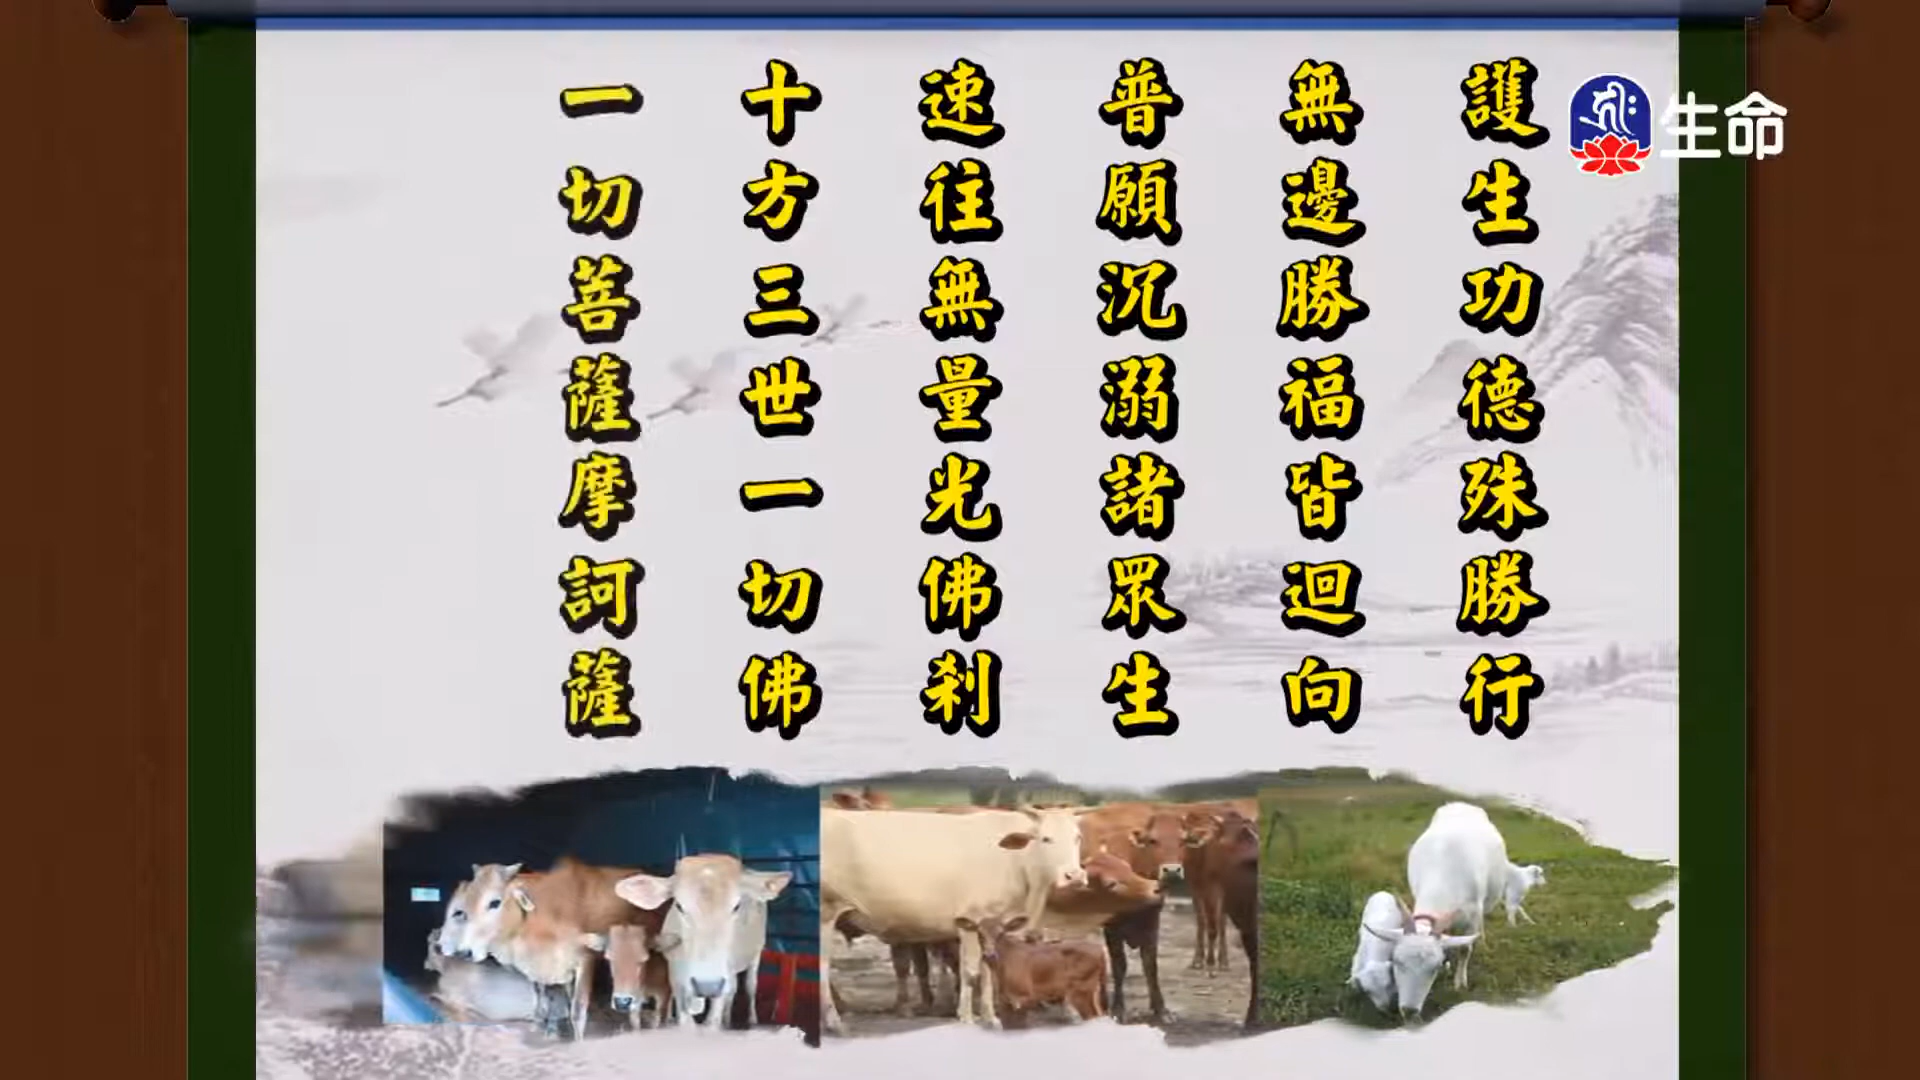 護生功德殊勝行
無邊勝福皆迴向
普願沉溺諸眾生
速往無量光佛剎
十方三世一切佛
一切菩薩摩訶薩
生命